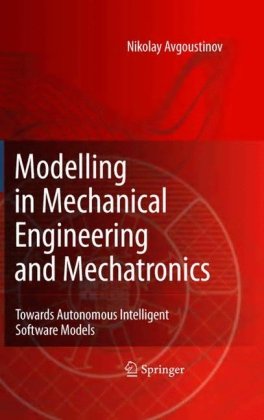 Nikolay Avgoustinov
Modelling
in Mechanical
Engineering
and Mechatronics
Towards Autonomous Intelligent
Software Models
Springer